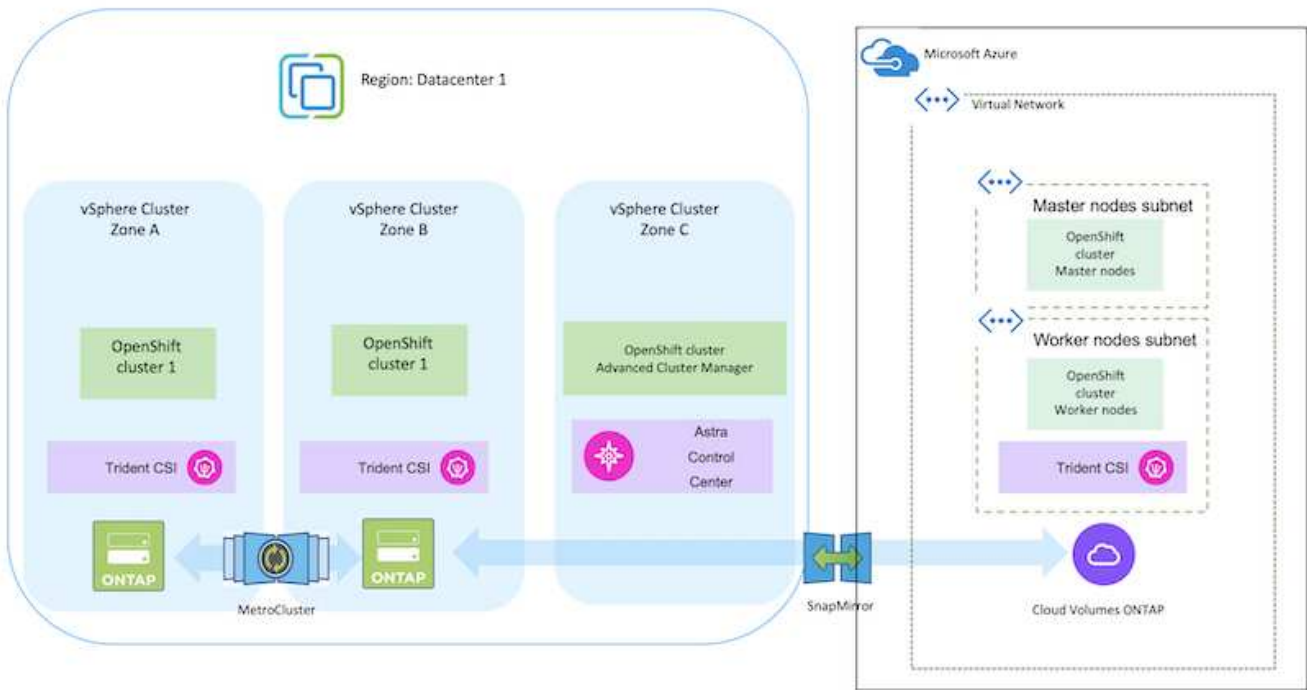 Region: Datacenter 1
vSphere Cluster
Zone A
OpenShift
cluster 1
Trident CSI
ONTAP
MetroCluster
vSphere Cluster
Zone B
OpenShift
cluster 1
Trident CSI
ONTAP
vSphere Cluster
Zone C
OpenShift cluster
Advanced Cluster Manager
Astra
Control
Center
SnapMirror
Microsoft Azure
Virtual Network
Master nodes subnet
OpenShift
cluster
Master nodes
Worker nodes subnet
OpenShift
cluster
Worker nodes
Trident CSI
Cloud Volumes ONTAP